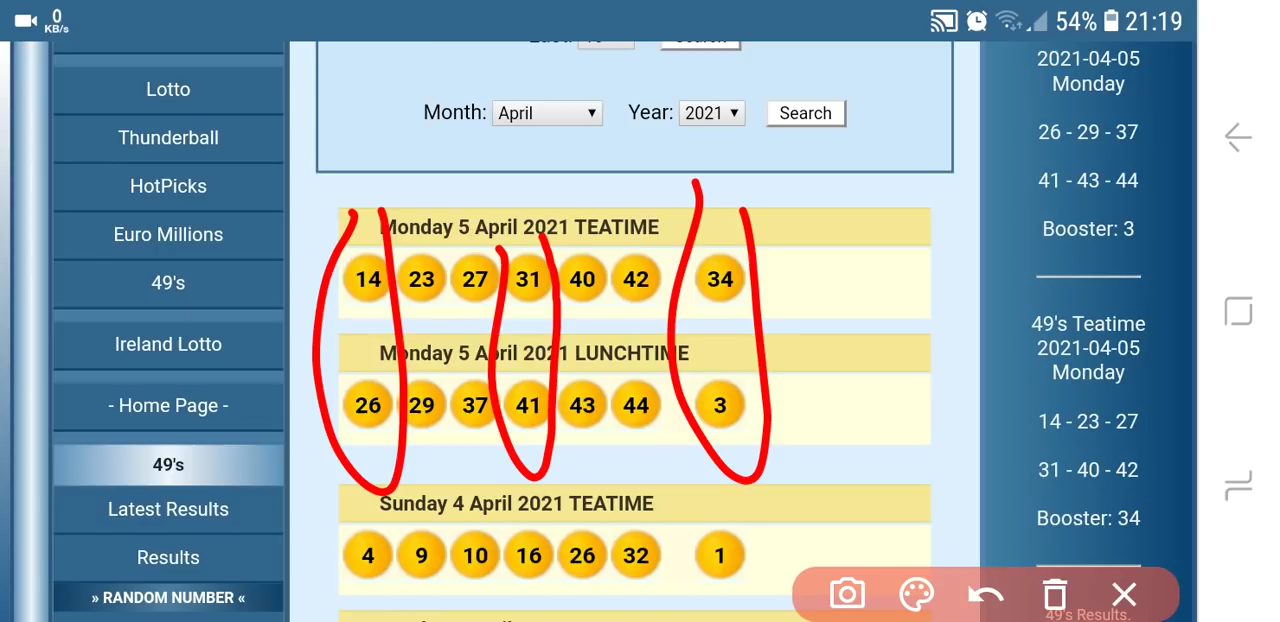 0
KB/s
54% 21:19
Lotto
Thunderball
HotPicks
Euro Millions
49's
Ireland Lotto
- Home Page -
49's
Latest Results
Results
» RANDOM NUMBER «
Search
Month: April Year: 2021 Search
Monday 5 April 2021 TEATIME
14 23 27 31 40 42 34
Monday 5 April 2021 LUNCHTIME
26 29 37 41 43 44 3
Sunday 4 April 2021 TEATIME
4 9 10 16 26 32 1
2021-04-05
Monday
26 - 29 - 37
41 - 43 - 44
Booster: 3
49's Teatime
2021-04-05
Monday
14 - 23 - 27
31 - 40 - 42
Booster: 34
49's Results.